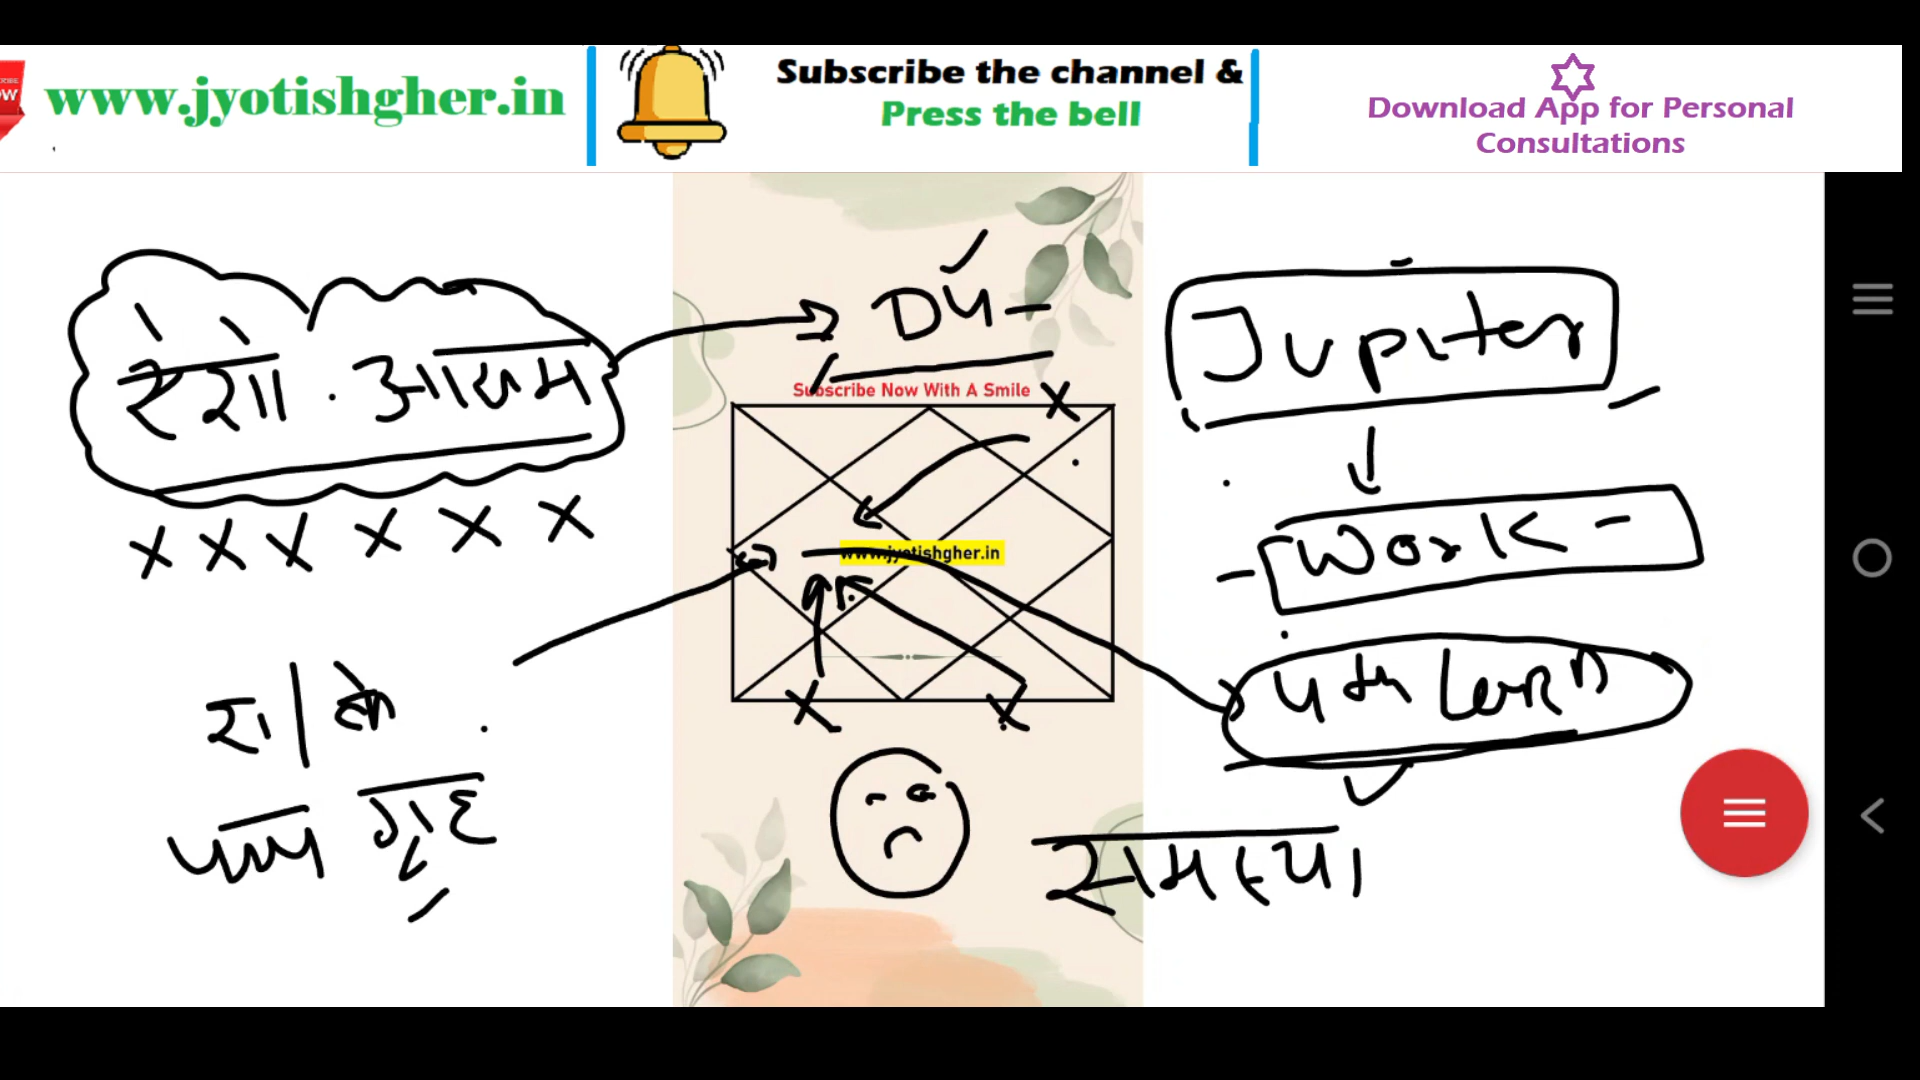 www.jyotishgher.in
Subscribe the channel &
Press the bell
Download App for Personal
Consultations
ऐशो आराम
D4
Subscribe Now With A Smile
Jupiter
Work
www.jyotishgher.in
4th Lord
रा / के
पाप ग्रह
समस्या